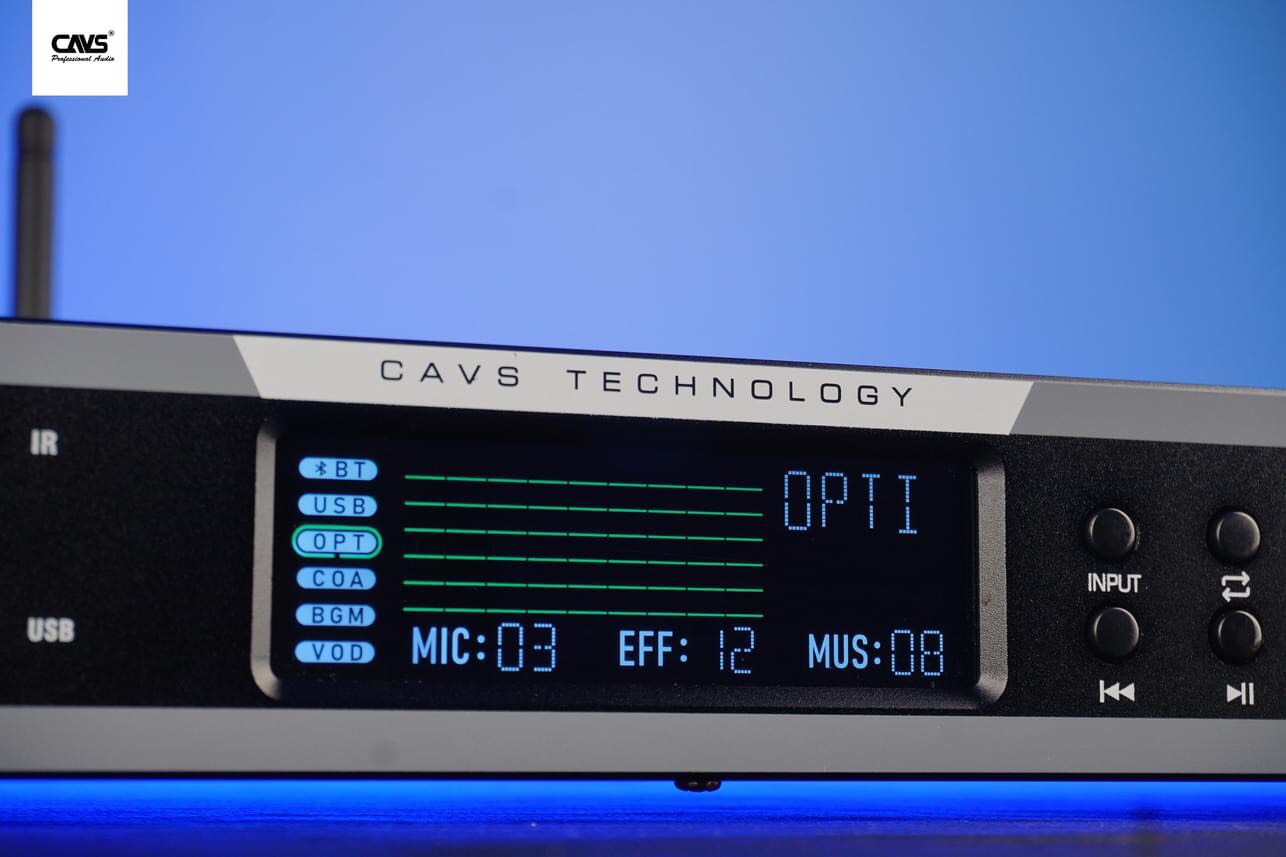 CAVS®
Professional Audio
CAVS TECHNOLOGY
IR
USB
BT
USB
OPT
COA
BGM
VOD
OPTI
MIC:03 EFF: 12 MUS:08
INPUT